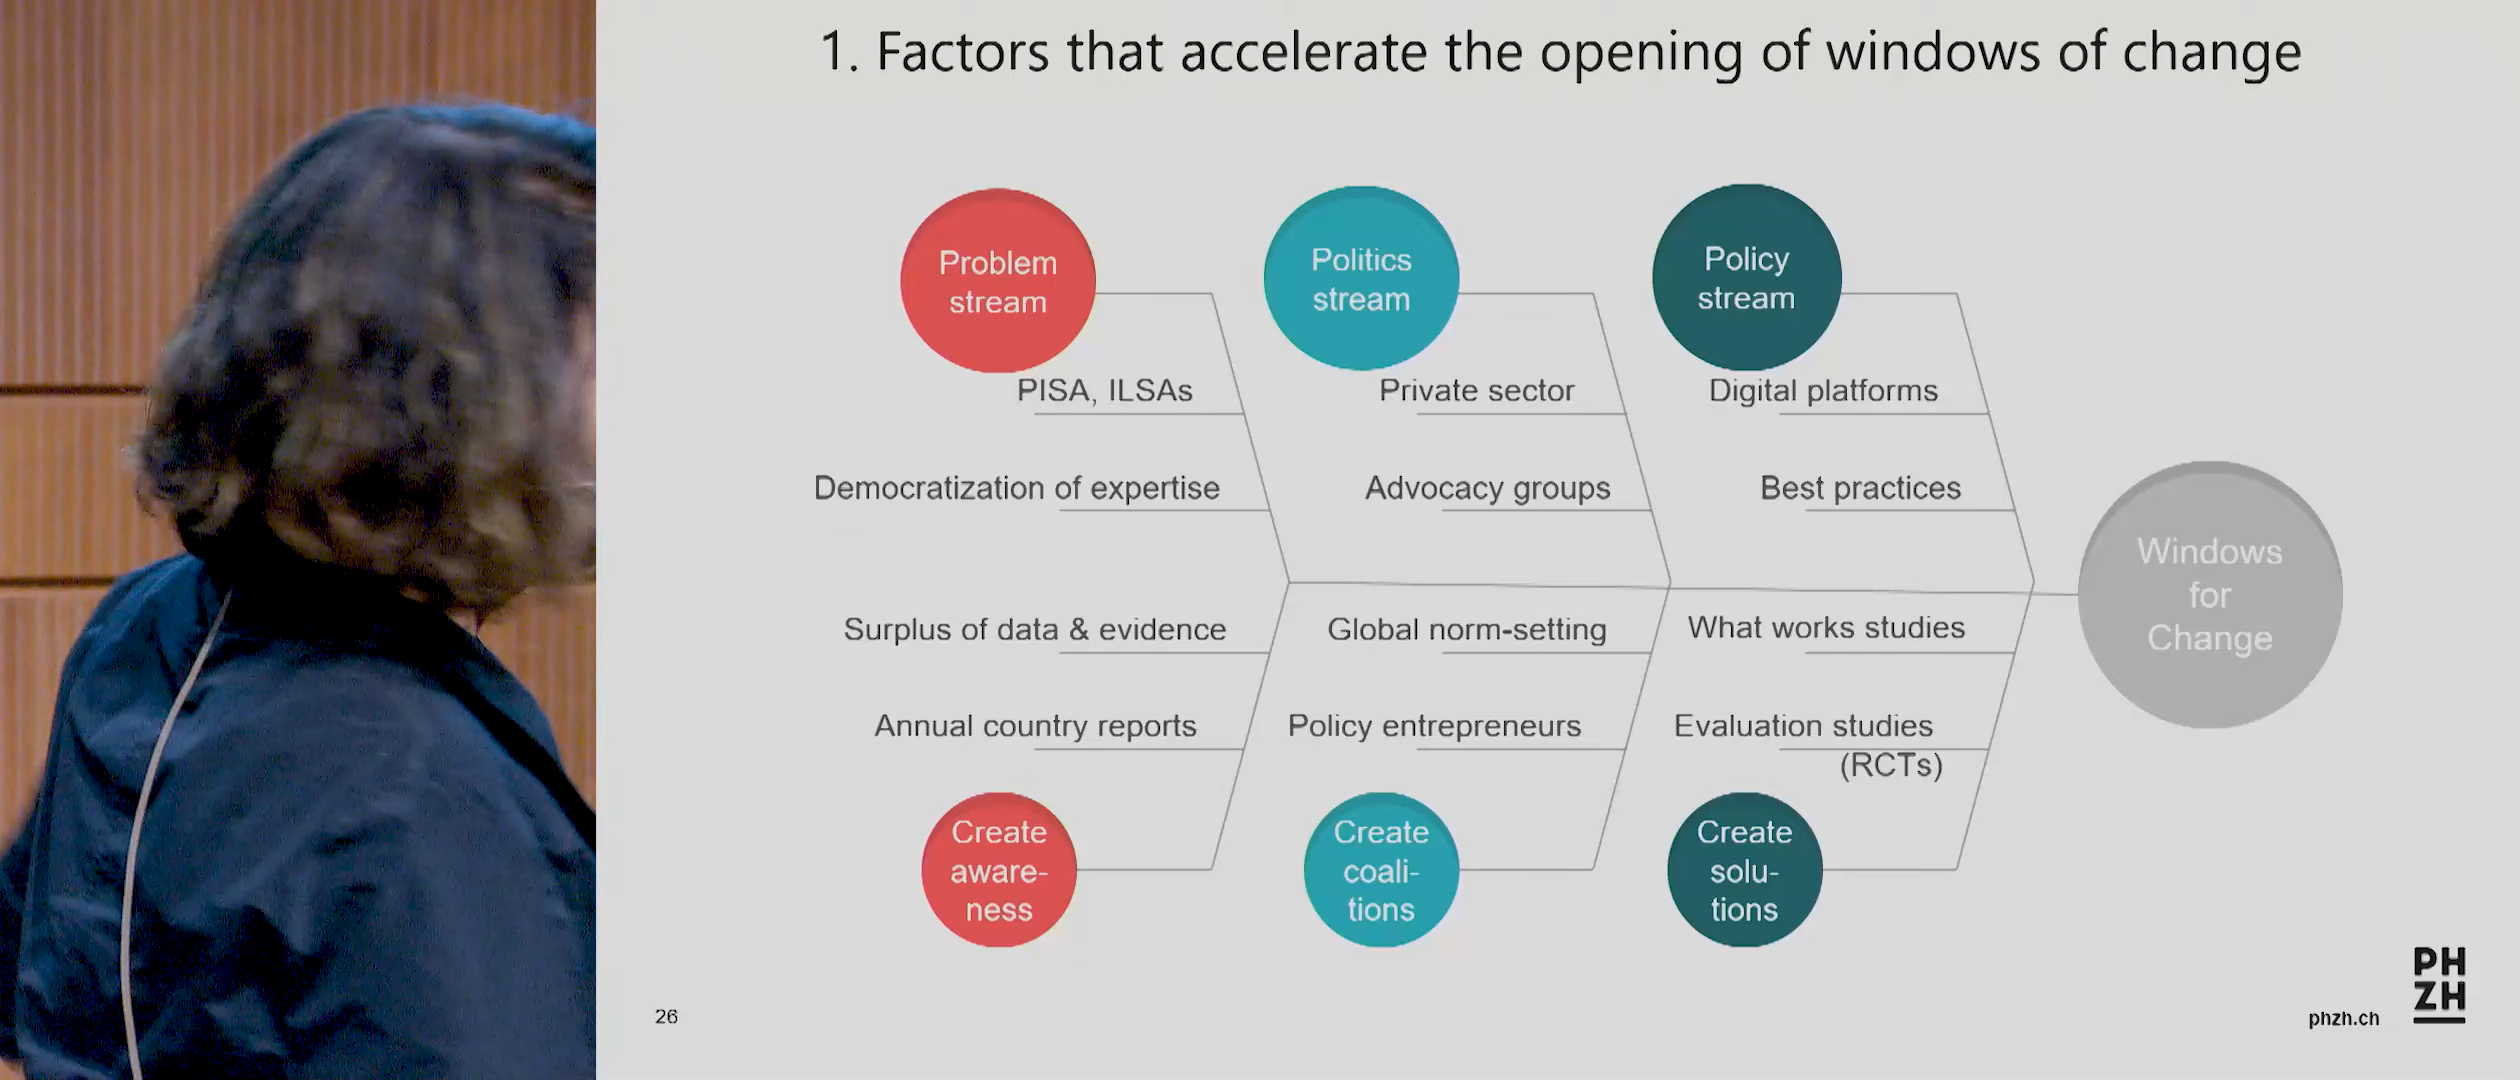 1. Factors that accelerate the opening of windows of change
Problem
stream
Politics
stream
Policy
stream
PISA, ILSAs
Private sector
Digital platforms
Democratization of expertise
Advocacy groups
Best practices
Windows
for
Change
Surplus of data & evidence
Global norm-setting
What works studies
Annual country reports
Policy entrepreneurs
Evaluation studies
(RCTs)
Create
aware-
ness
Create
coali-
tions
Create
solu-
tions
26
phzh.ch
PH
ZH